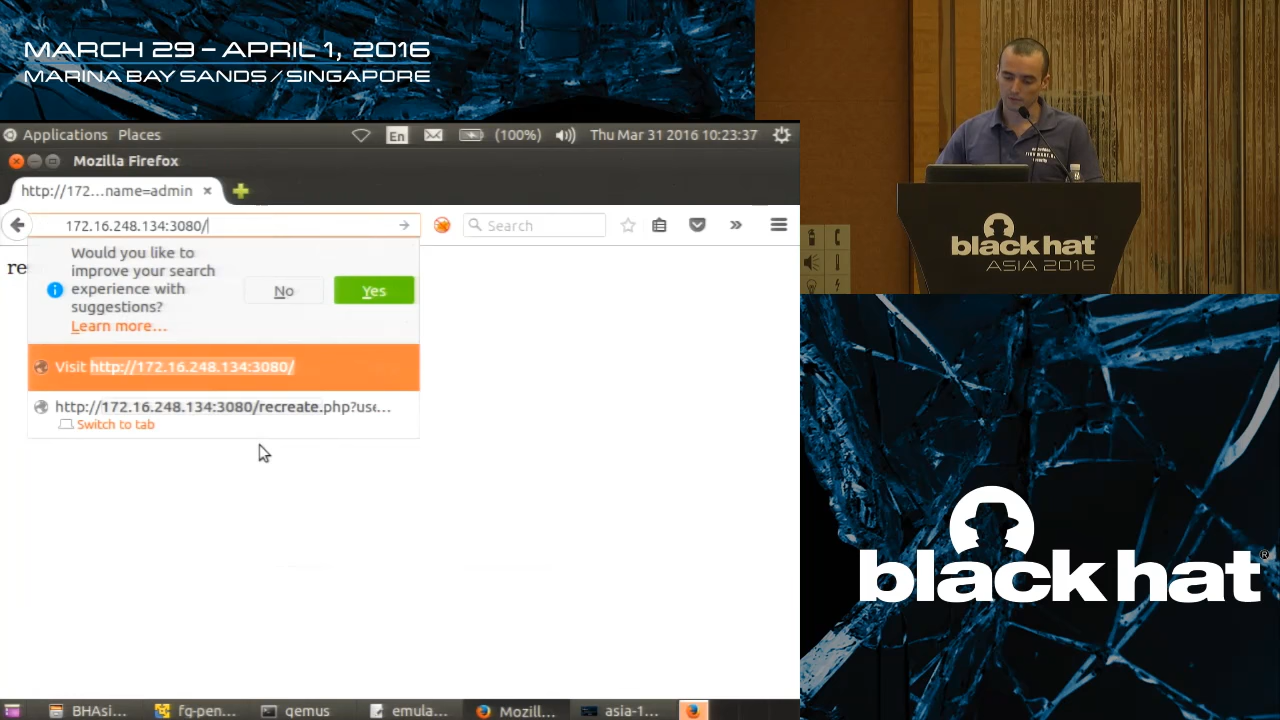 MARCH 29 – APRIL 1, 2016
MARINA BAY SANDS / SINGAPORE
Applications Places En (100%) Thu Mar 31 2016 10:23:37
Mozilla Firefox
http://172...name=admin
172.16.248.134:3080/
Search
re
Would you like to
improve your search
experience with
suggestions?
Learn more...
No
Yes
Visit http://172.16.248.134:3080/
http://172.16.248.134:3080/recreate.php?use...
Switch to tab
BHAsi... fq-pen... qemus emula... Mozill... asia-1...
black hat
ASIA 2016
black hat®